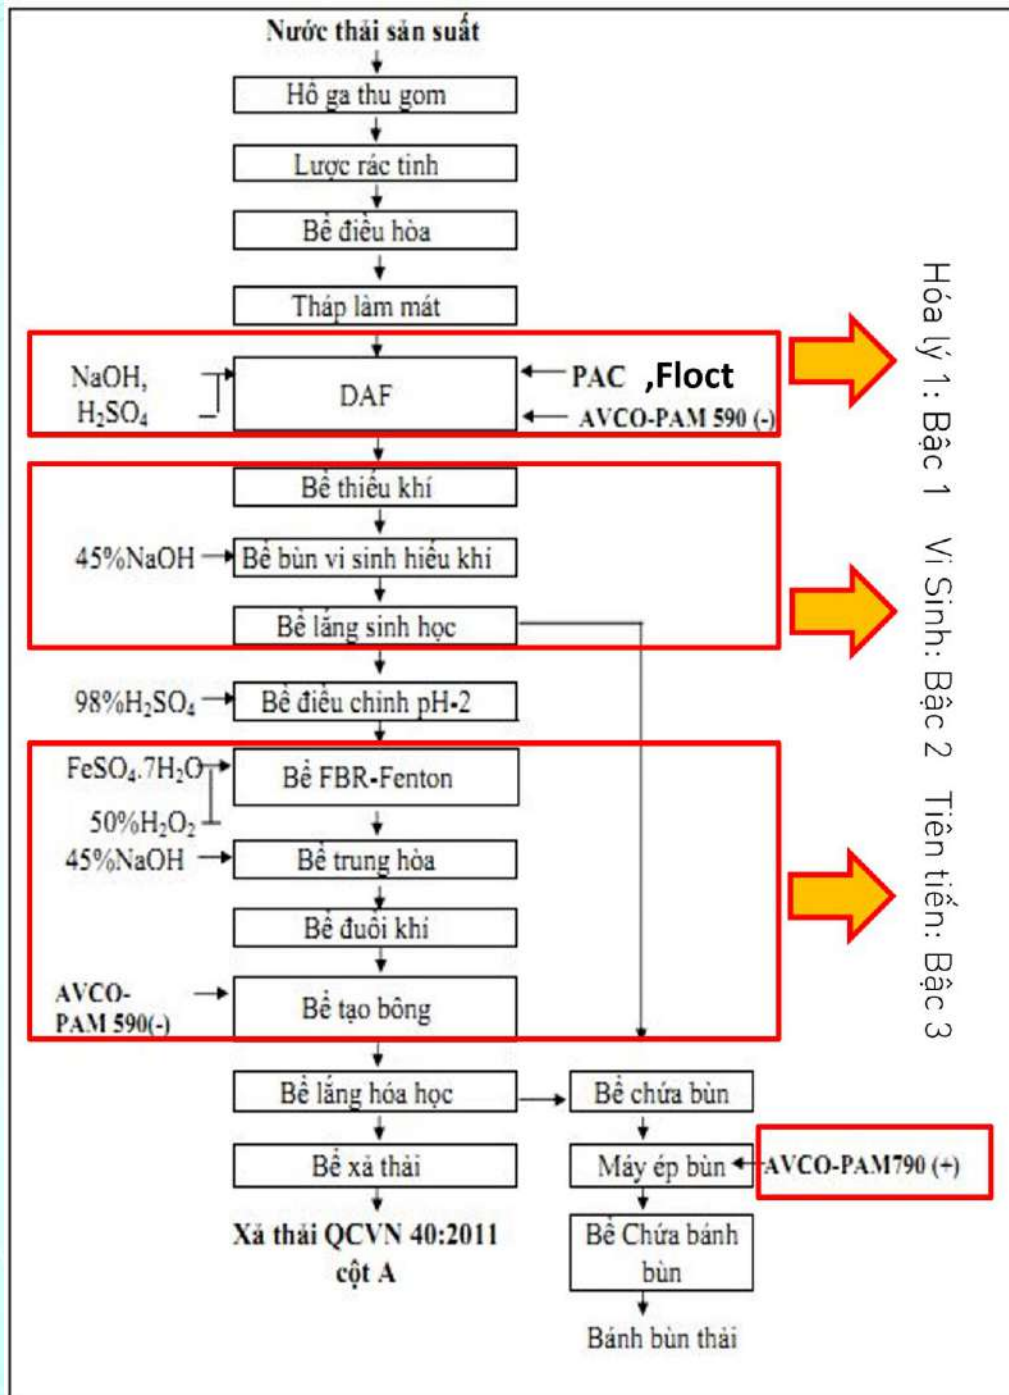 Nước thải sản suất
Hố ga thu gom
Lược rác tinh
Bể điều hòa
Tháp làm mát
NaOH,
H₂SO₄
DAF
PAC ,Floct
AVCO-PAM 590 (-)
Hóa lý 1: Bậc 1
Bể thiếu khí
45%NaOH
Bể bùn vi sinh hiếu khí
Bể lắng sinh học
Vi Sinh: Bậc 2
98%H₂SO₄
Bể điều chỉnh pH-2
FeSO₄.7H₂O
50%H₂O₂
Bể FBR-Fenton
45%NaOH
Bể trung hòa
Bể đuổi khí
AVCO-
PAM 590(-)
Bể tạo bông
Tiên tiến: Bậc 3
Bể lắng hóa học
Bể chứa bùn
Bể xả thải
Máy ép bùn
AVCO-PAM790 (+)
Xả thải QCVN 40:2011
cột A
Bể Chứa bánh
bùn
Bánh bùn thải